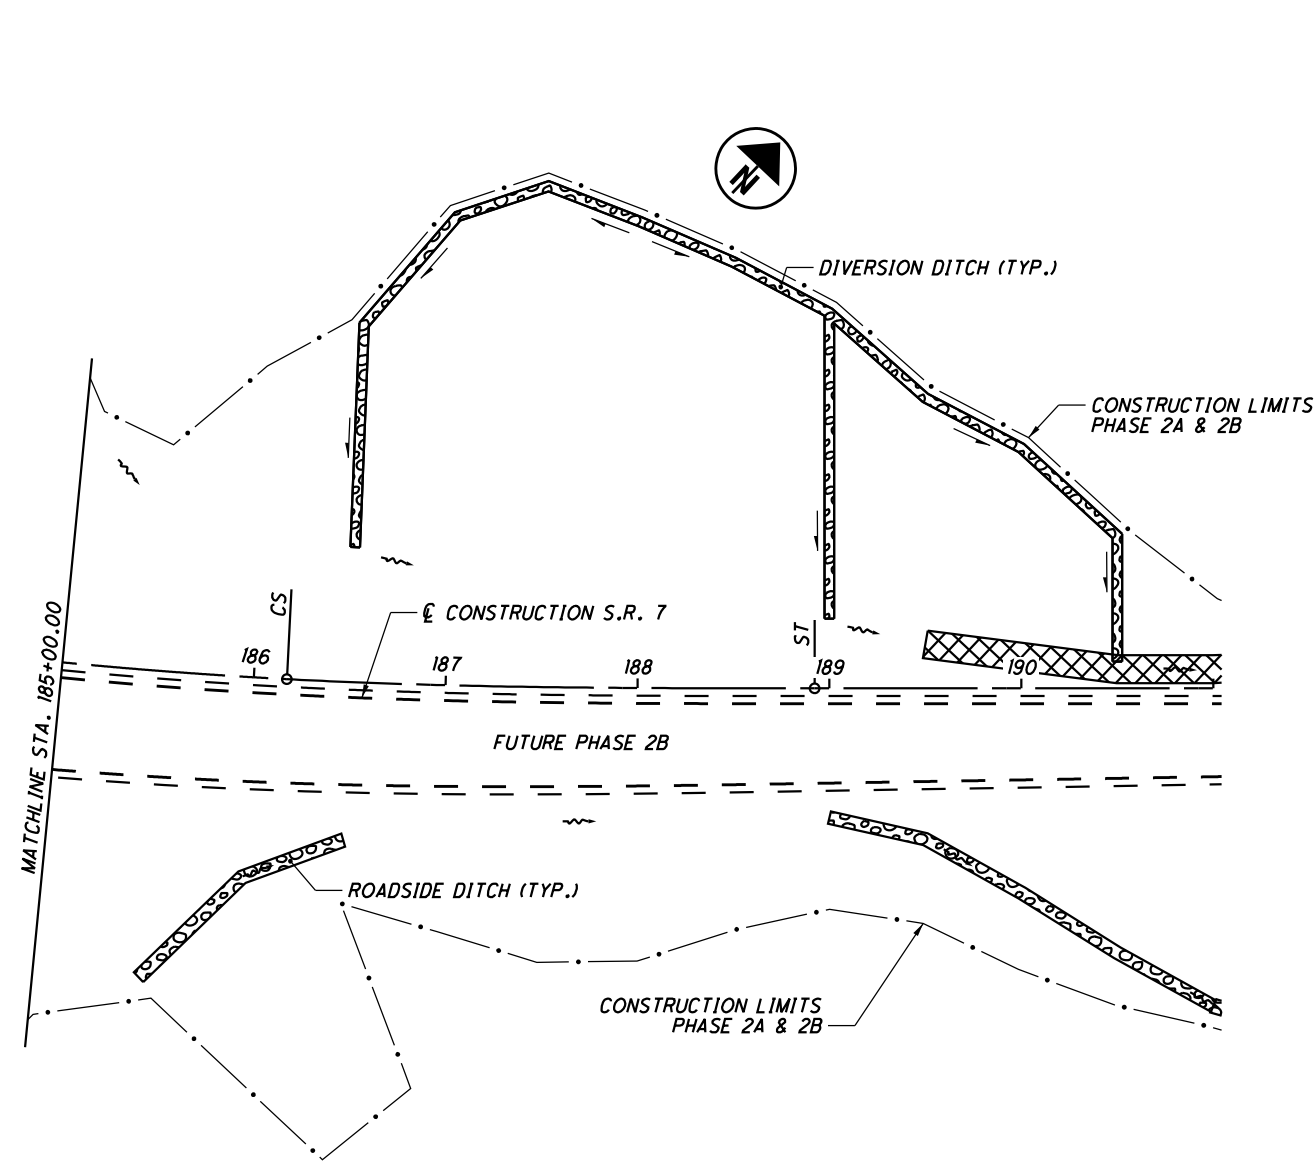 N
DIVERSION DITCH (TYP.)
CONSTRUCTION LIMITS
PHASE 2A & 2B
CS
℄ CONSTRUCTION S.R. 7
ST
186
187
188
189
190
MATCHLINE STA. 185+00.00
FUTURE PHASE 2B
ROADSIDE DITCH (TYP.)
CONSTRUCTION LIMITS
PHASE 2A & 2B